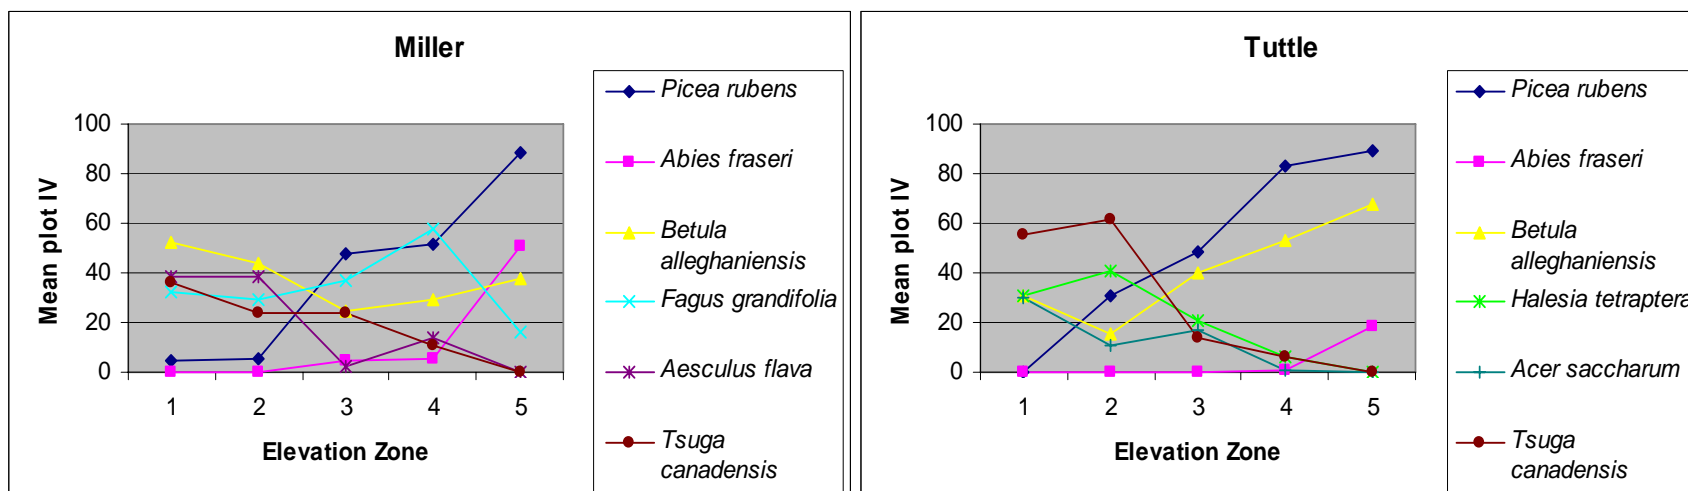 Miller
Mean plot IV
100
80
60
40
20
0
1 2 3 4 5
Elevation Zone
Picea rubens
Abies fraseri
Betula
alleghaniensis
Fagus grandifolia
Aesculus flava
Tsuga
canadensis
Tuttle
Mean plot IV
100
80
60
40
20
0
1 2 3 4 5
Elevation Zone
Picea rubens
Abies fraseri
Betula
alleghaniensis
Halesia tetraptera
Acer saccharum
Tsuga
canadensis